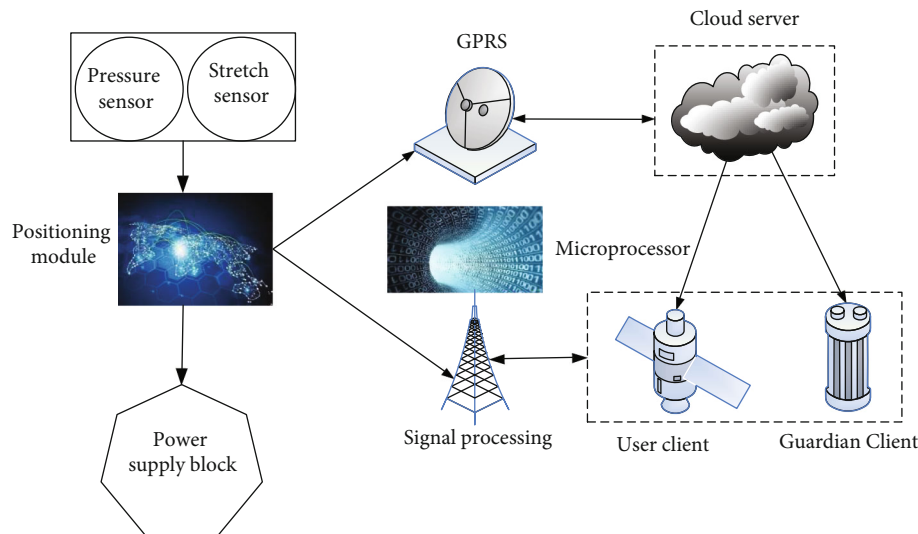 Pressure
sensor
Stretch
sensor
GPRS
Cloud server
Positioning
module
Microprocessor
Power
supply block
Signal processing
User client
Guardian Client